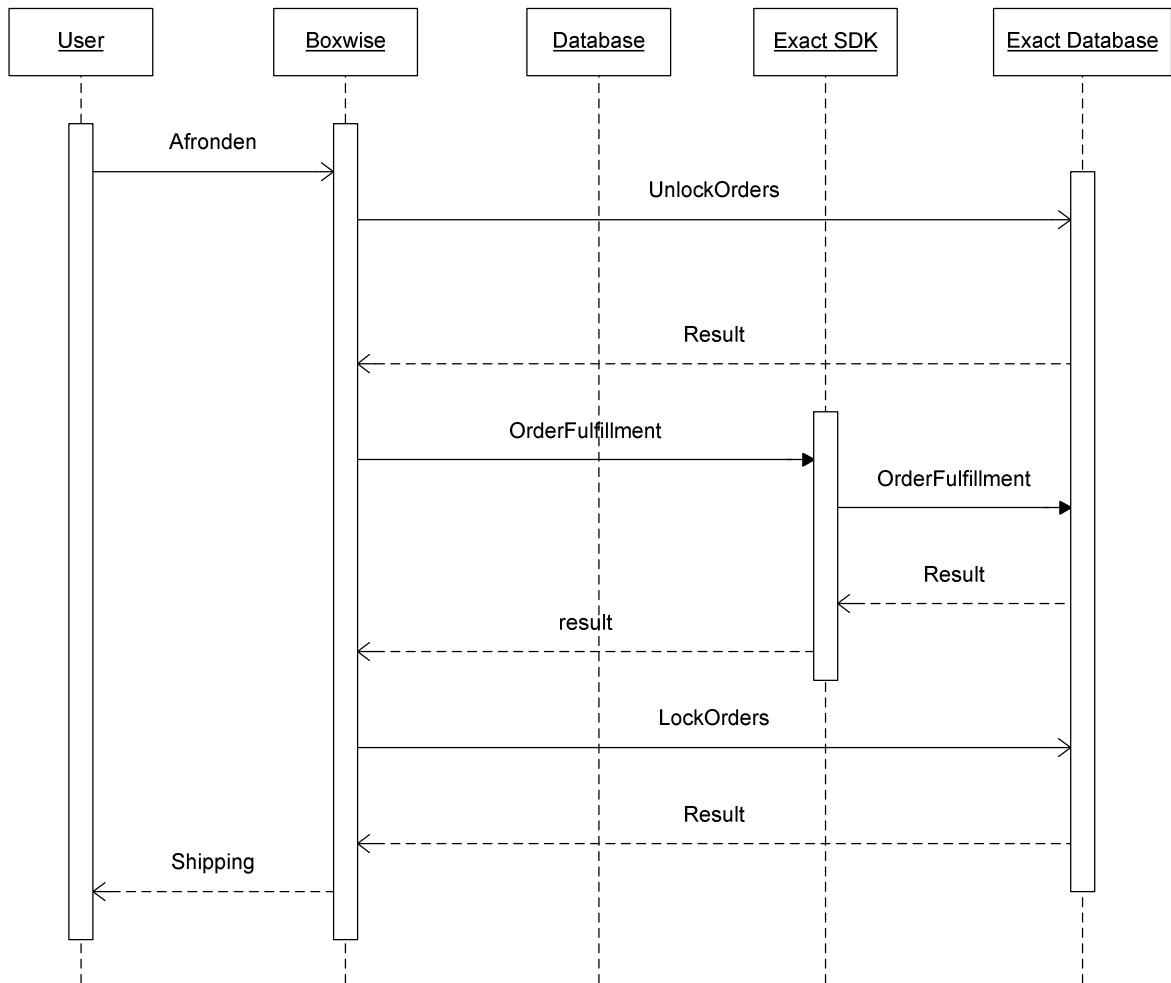 User
Boxwise
Database
Exact SDK
Exact Database
Afronden
UnlockOrders
Result
OrderFulfillment
OrderFulfillment
Result
result
LockOrders
Result
Shipping